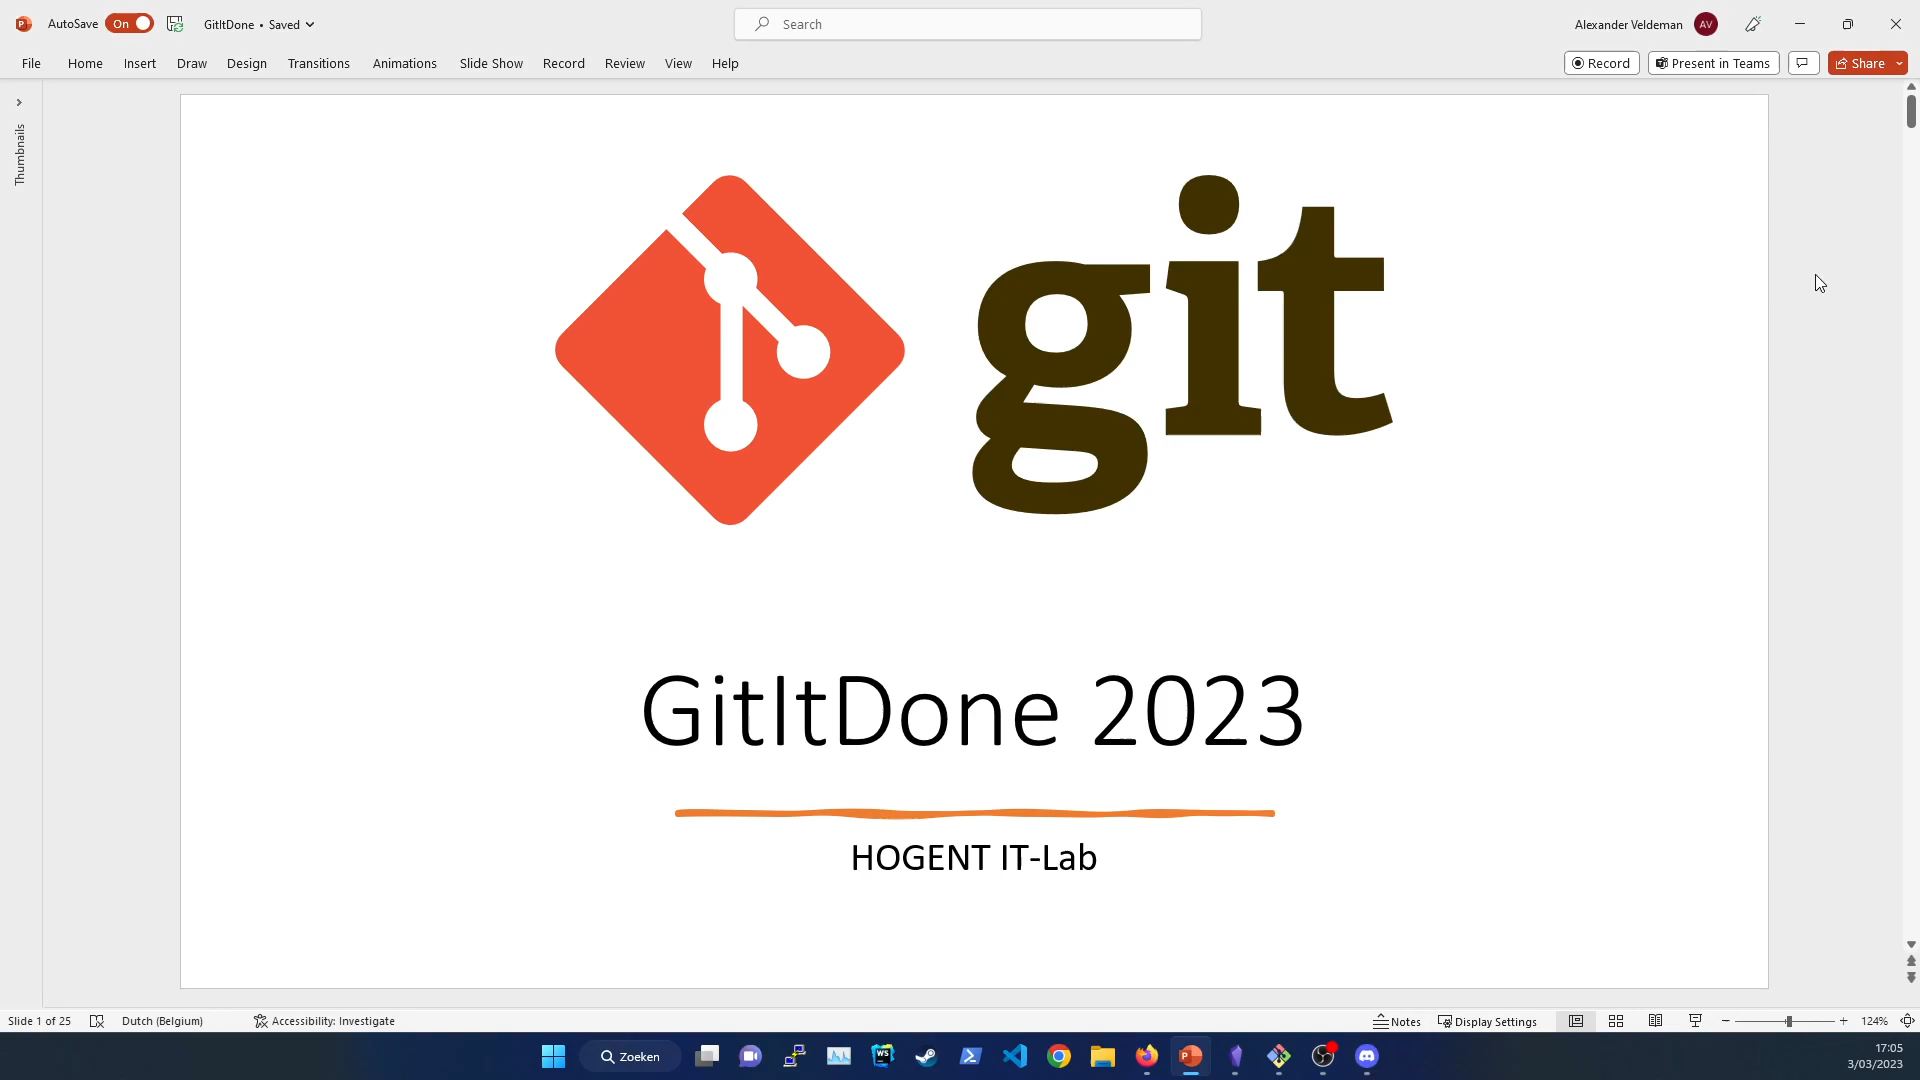 AutoSave On GitItDone • Saved
Search
Alexander Veldeman AV
File Home Insert Draw Design Transitions Animations Slide Show Record Review View Help
Record Present in Teams Share
Thumbnails
git
GitItDone 2023
HOGENT IT-Lab
Slide 1 of 25 Dutch (Belgium) Accessibility: Investigate
Notes Display Settings 124%
Zoeken
WS
17:05
3/03/2023